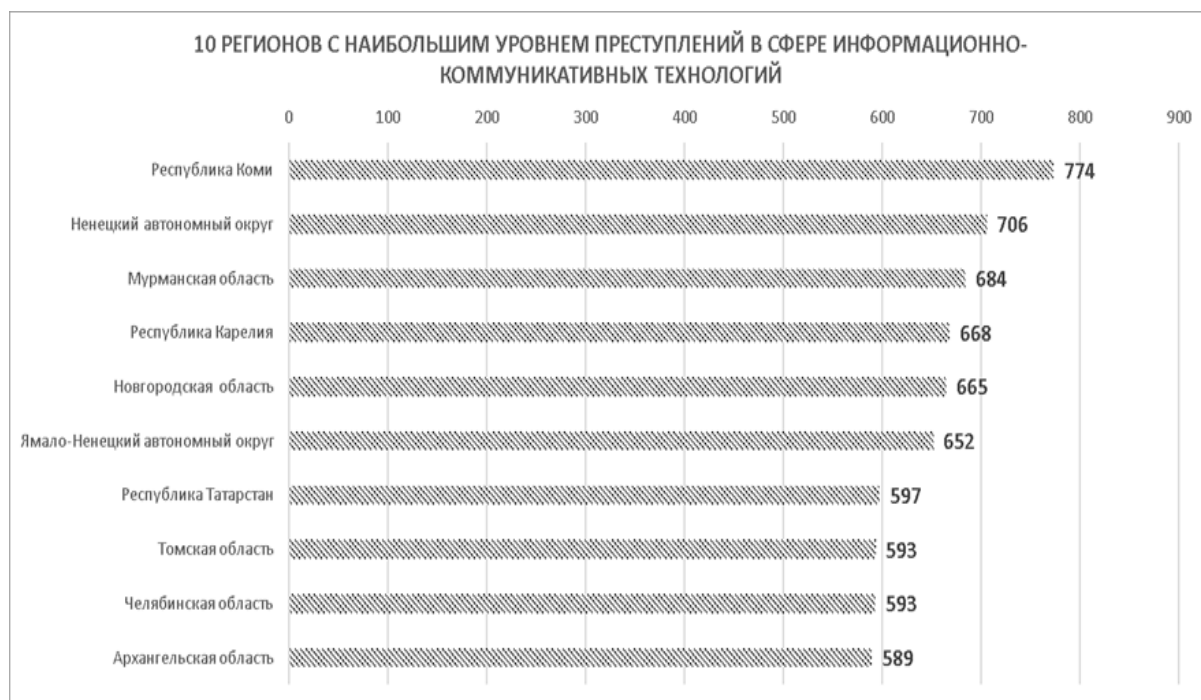 10 РЕГИОНОВ С НАИБОЛЬШИМ УРОВНЕМ ПРЕСТУПЛЕНИЙ В СФЕРЕ ИНФОРМАЦИОННО-
КОММУНИКАТИВНЫХ ТЕХНОЛОГИЙ
0 100 200 300 400 500 600 700 800 900
Республика Коми 774
Ненецкий автономный округ 706
Мурманская область 684
Республика Карелия 668
Новгородская область 665
Ямало-Ненецкий автономный округ 652
Республика Татарстан 597
Томская область 593
Челябинская область 593
Архангельская область 589